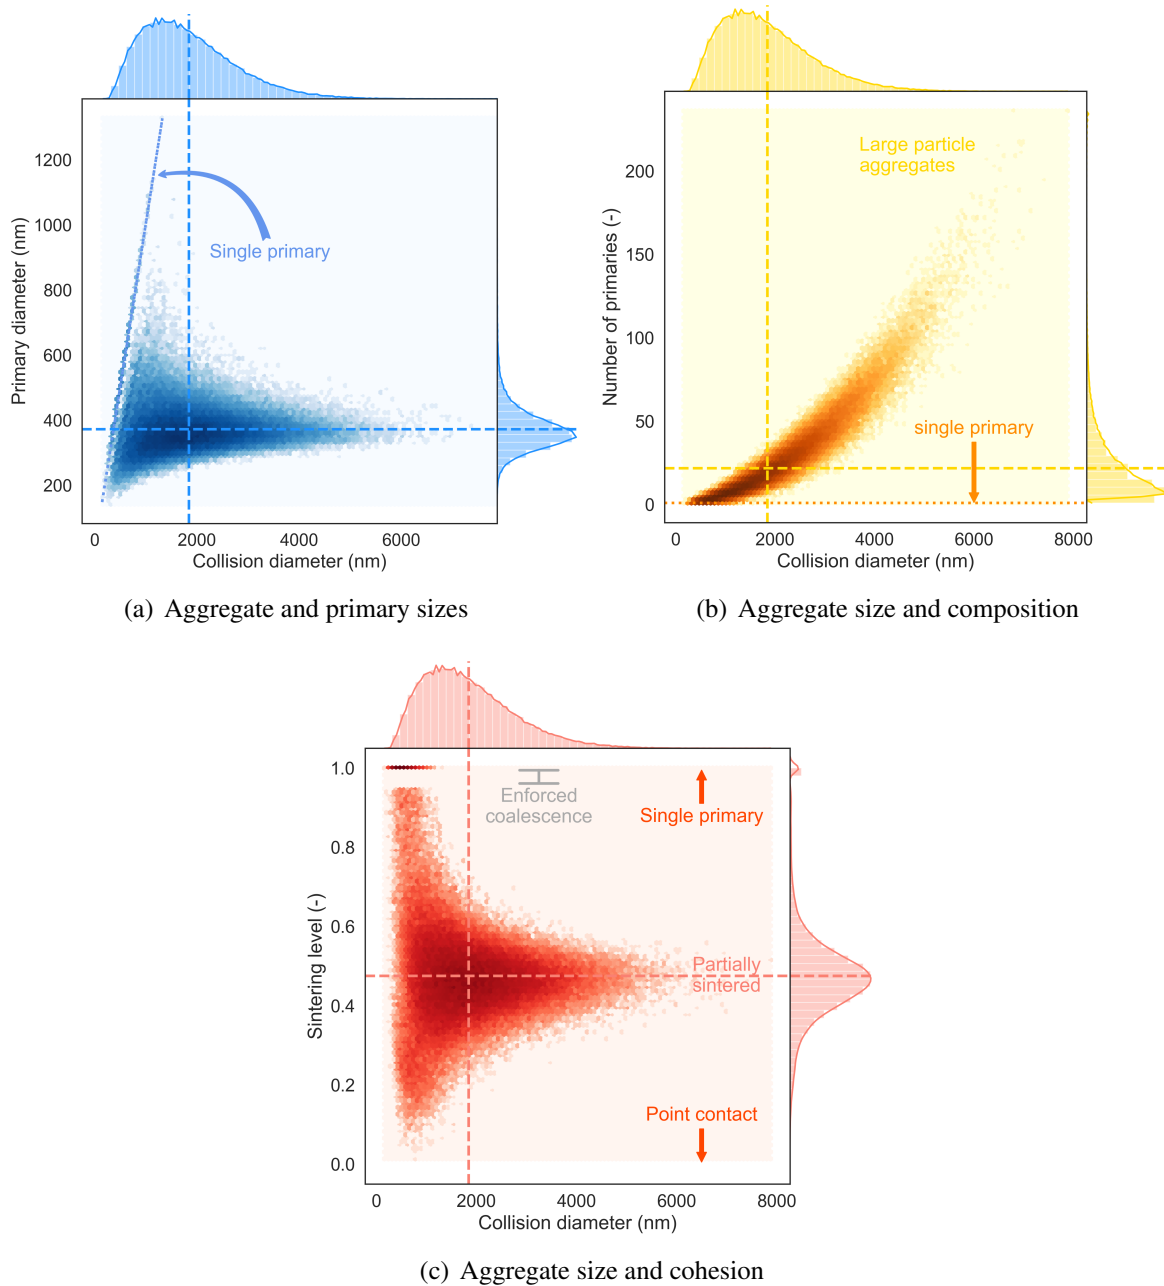 1200
1000
800
600
400
200
Primary diameter (nm)
Single primary
0
2000
4000
6000
Collision diameter (nm)
(a) Aggregate and primary sizes
200
150
100
50
0
Number of primaries (-)
Large particle
aggregates
single primary
0
2000
4000
6000
8000
Collision diameter (nm)
(b) Aggregate size and composition
1.0
0.8
0.6
0.4
0.2
0.0
Sintering level (-)
Enforced
coalescence
Single primary
Partially
sintered
Point contact
0
2000
4000
6000
8000
Collision diameter (nm)
(c) Aggregate size and cohesion